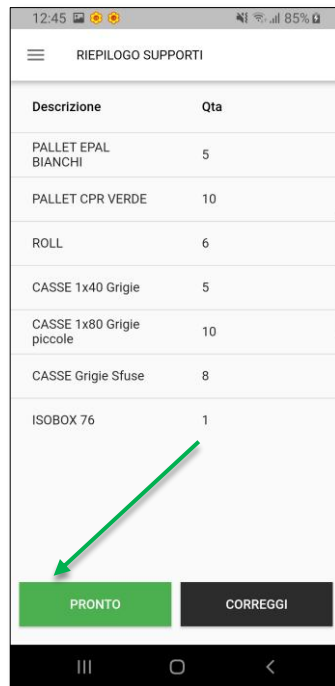 12:45 85%
RIEPILOGO SUPPORTI
Descrizione Qta
PALLET EPAL
BIANCHI 5
PALLET CPR VERDE 10
ROLL 6
CASSE 1x40 Grigie 5
CASSE 1x80 Grigie
piccole 10
CASSE Grigie Sfuse 8
ISOBOX 76 1
PRONTO CORREGGI